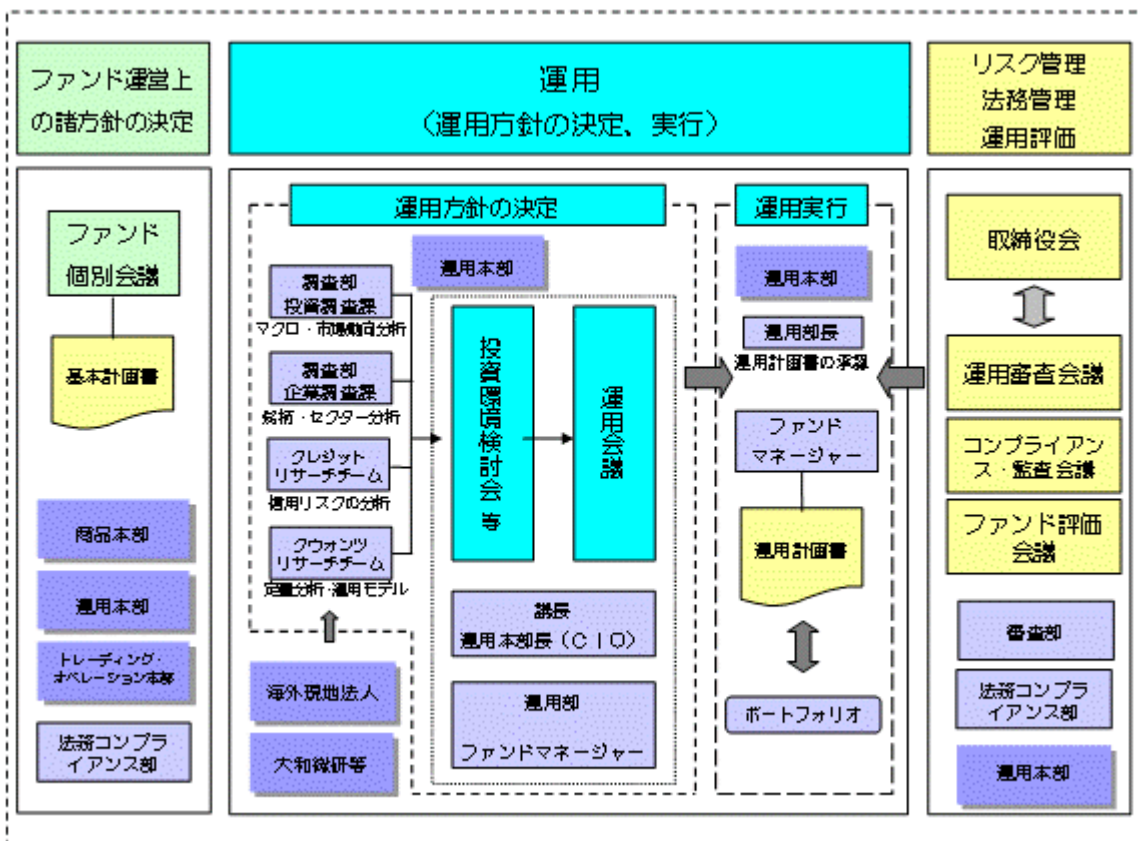 ファンド運営上
の諸方針の決定
ファンド
個別会議
基本計画書
商品本部
運用本部
トレーディング・
オペレーション本部
法務コンプラ
イアンス部
運用
（運用方針の決定、実行）
運用方針の決定
運用本部
調査部
投資調査課
マクロ・市場動向分析
調査部
企業調査課
銘柄・セクター分析
クレジット
リサーチチーム
信用リスクの分析
クウォンツ
リサーチチーム
定量分析・運用モデル
海外現地法人
大和総研等
投資環境検討会 等
運用会議
議長
運用本部長（ＣＩＯ）
運用部
ファンドマネージャー
運用実行
運用本部
運用部長
運用計画書の承認
ファンド
マネージャー
運用計画書
ポートフォリオ
リスク管理
法務管理
運用評価
取締役会
運用審査会議
コンプライアン
ス・監査会議
ファンド評価
会議
審査部
法務コンプラ
イアンス部
運用本部